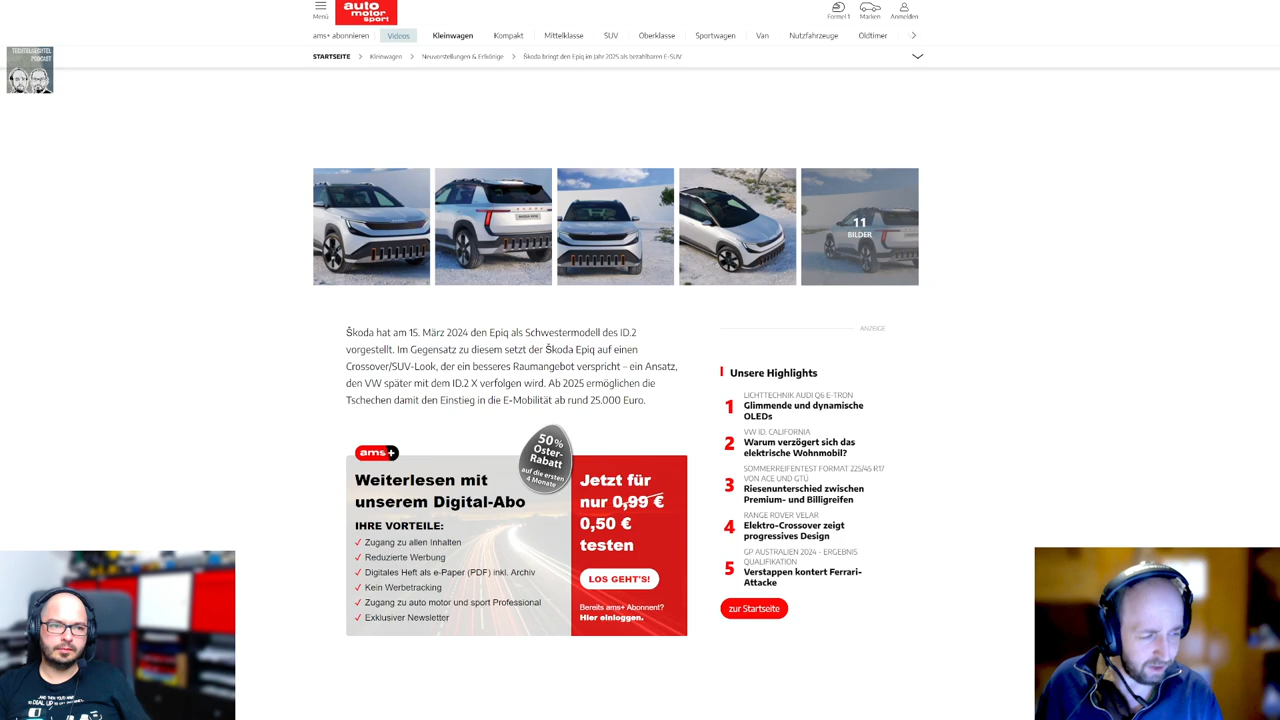 Menü
auto
motor
sport
Formel 1
Marken
Anmelden
ams+ abonnieren
Videos
Kleinwagen
Kompakt
Mittelklasse
SUV
Oberklasse
Sportwagen
Van
Nutzfahrzeuge
Oldtimer
TECHTELMECHTEL
PODCAST
STARTSEITE
Kleinwagen
Neuvorstellungen & Erlkönige
Škoda bringt den Epiq im Jahr 2025 als bezahlbaren E-SUV
11
BILDER
Škoda hat am 15. März 2024 den Epiq als Schwestermodell des ID.2
vorgestellt. Im Gegensatz zu diesem setzt der Škoda Epiq auf einen
Crossover/SUV-Look, der ein besseres Raumangebot verspricht – ein Ansatz,
den VW später mit dem ID.2 X verfolgen wird. Ab 2025 ermöglichen die
Tschechen damit den Einstieg in die E-Mobilität ab rund 25.000 Euro.
ams+
Weiterlesen mit
unserem Digital-Abo
IHRE VORTEILE:
✓ Zugang zu allen Inhalten
✓ Reduzierte Werbung
✓ Digitales Heft als e-Paper (PDF) inkl. Archiv
✓ Kein Werbetracking
✓ Zugang zu auto motor und sport Professional
✓ Exklusiver Newsletter
50%
Oster-
Rabatt
auf die ersten
4 Monate
Jetzt für
nur 0,99 €
0,50 €
testen
LOS GEHT'S!
Bereits ams+ Abonnent?
Hier einloggen.
ANZEIGE
Unsere Highlights
1
LICHTTECHNIK AUDI Q6 E-TRON
Glimmende und dynamische
OLEDs
2
VW ID. CALIFORNIA
Warum verzögert sich das
elektrische Wohnmobil?
3
SOMMERREIFENTEST FORMAT 225/45 R17
VON ACE UND GTÜ
Riesenunterschied zwischen
Premium- und Billigreifen
4
RANGE ROVER VELAR
Elektro-Crossover zeigt
progressives Design
5
GP AUSTRALIEN 2024 - ERGEBNIS
QUALIFIKATION
Verstappen kontert Ferrari-
Attacke
zur Startseite
...AND THEN YOU HAD
TO DIAL UP